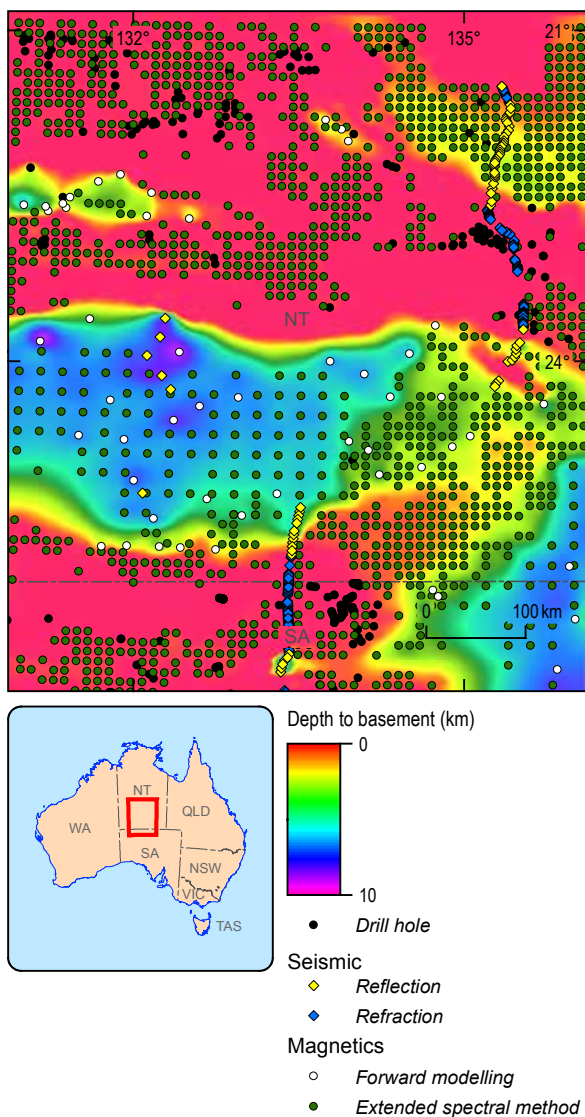 132°
135°
21°
NT
24°
0
100 km
SA
Depth to basement (km)
0
10
NT
WA
QLD
SA
NSW
VIC
TAS
Drill hole
Seismic
Reflection
Refraction
Magnetics
Forward modelling
Extended spectral method